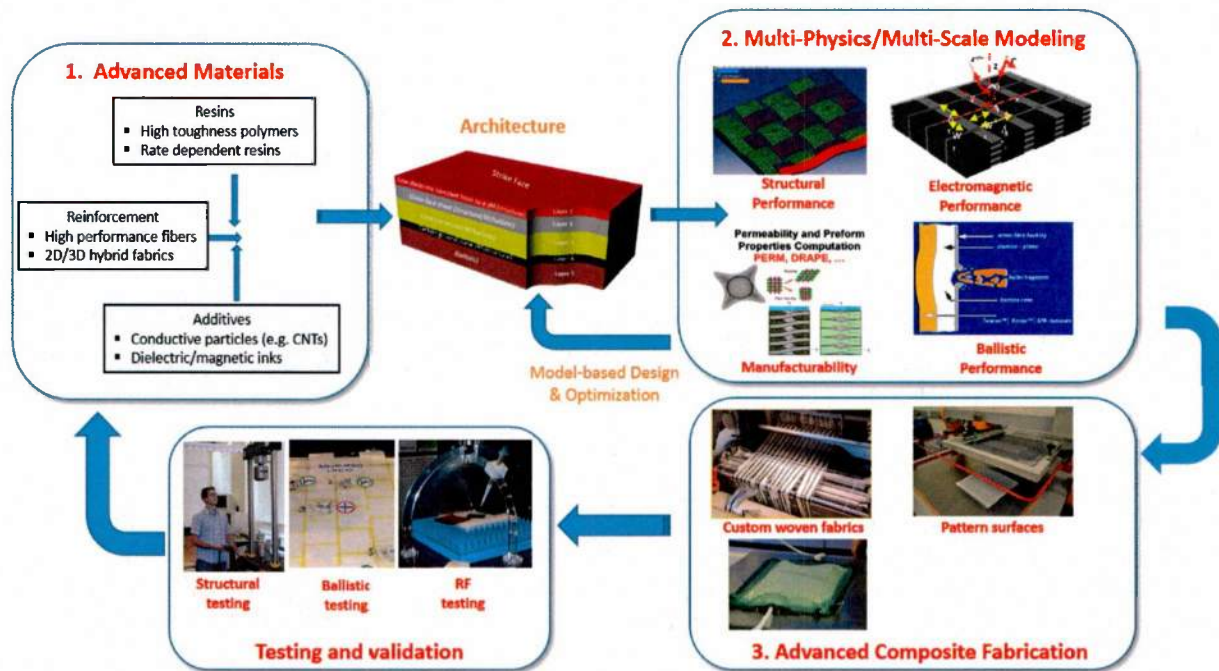 1. Advanced Materials
Resins
▪ High toughness polymers
▪ Rate dependent resins
Reinforcement
▪ High performance fibers
▪ 2D/3D hybrid fabrics
Additives
▪ Conductive particles (e.g. CNTs)
▪ Dielectric/magnetic inks
Architecture
Strike Face
Layer 5
Model-based Design
& Optimization
2. Multi-Physics/Multi-Scale Modeling
Structural
Performance
Electromagnetic
Performance
Permeability and Preform
Properties Computation
PERM, DRAPE, ...
Manufacturability
Ballistic
Performance
Custom woven fabrics
Pattern surfaces
3. Advanced Composite Fabrication
Structural
testing
Ballistic
testing
RF
testing
Testing and validation